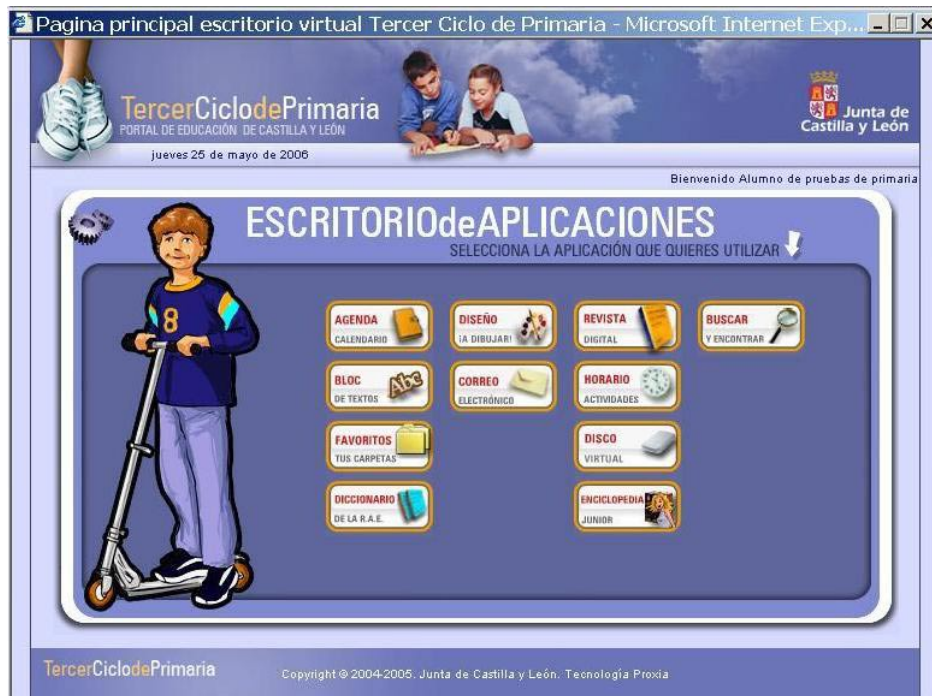 Pagina principal escritorio virtual Tercer Ciclo de Primaria - Microsoft Internet Exp...
TercerCiclodePrimaria
PORTAL DE EDUCACIÓN DE CASTILLA Y LEÓN
Junta de
Castilla y León
jueves 25 de mayo de 2006
Bienvenido Alumno de pruebas de primaria
ESCRITORIOdeAPLICACIONES
SELECCIONA LA APLICACIÓN QUE QUIERES UTILIZAR
8
AGENDA
CALENDARIO
DISEÑO
¡A DIBUJAR!
REVISTA
DIGITAL
BUSCAR
Y ENCONTRAR
BLOC
DE TEXTOS
Abc
CORREO
ELECTRÓNICO
HORARIO
ACTIVIDADES
FAVORITOS
TUS CARPETAS
DISCO
VIRTUAL
DICCIONARIO
DE LA R.A.E.
ENCICLOPEDIA
JUNIOR
TercerCiclodePrimaria
Copyright © 2004-2005. Junta de Castilla y León. Tecnología Proxia